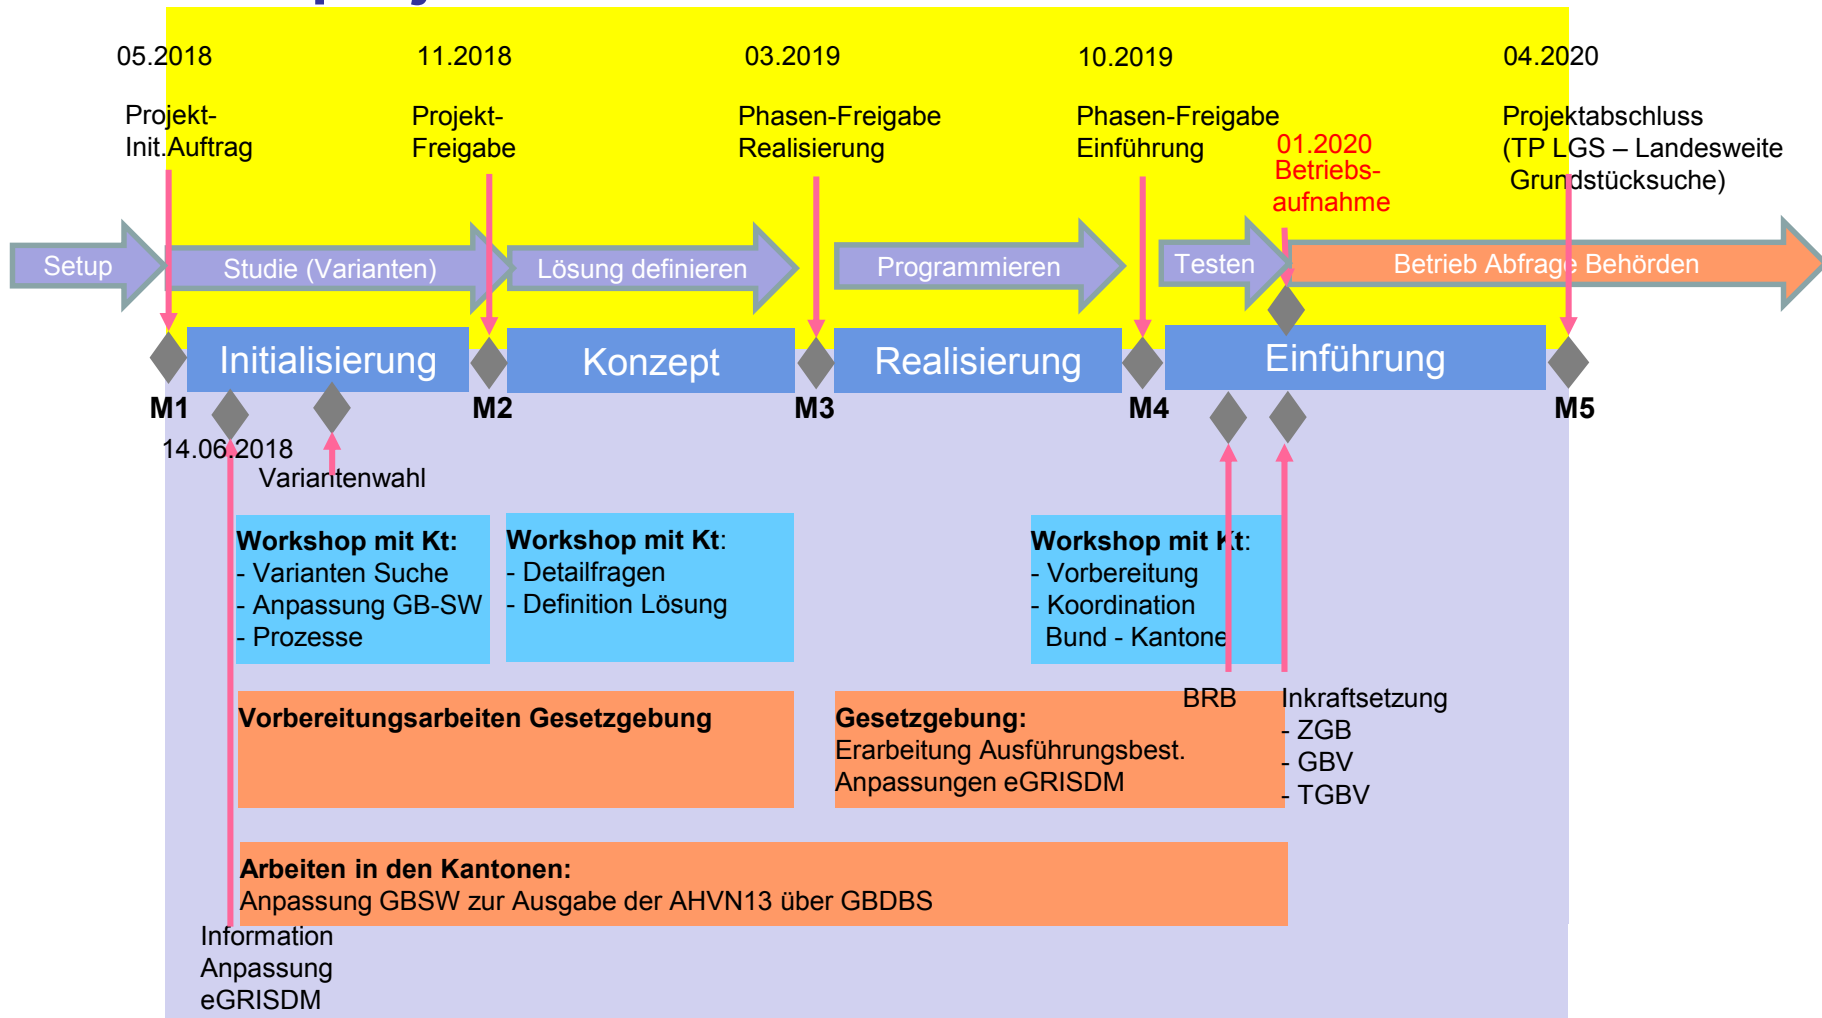 05.2018
11.2018
03.2019
10.2019
04.2020
Projekt-
Init.Auftrag
Projekt-
Freigabe
Phasen-Freigabe
Realisierung
Phasen-Freigabe
Einführung
01.2020
Betriebs-
aufnahme
Projektabschluss
(TP LGS – Landesweite
Grundstücksuche)
Setup
Studie (Varianten)
Lösung definieren
Programmieren
Testen
Betrieb Abfrage Behörden
Initialisierung
Konzept
Realisierung
Einführung
M1
M2
M3
M4
M5
14.06.2018
Variantenwahl
Workshop mit Kt:
- Varianten Suche
- Anpassung GB-SW
- Prozesse
Workshop mit Kt:
- Detailfragen
- Definition Lösung
Workshop mit Kt:
- Vorbereitung
- Koordination
Bund - Kantone
BRB
Inkraftsetzung
- ZGB
- GBV
- TGBV
Vorbereitungsarbeiten Gesetzgebung
Gesetzgebung:
Erarbeitung Ausführungsbest.
Anpassungen eGRISDM
Arbeiten in den Kantonen:
Anpassung GBSW zur Ausgabe der AHVN13 über GBDBS
Information
Anpassung
eGRISDM